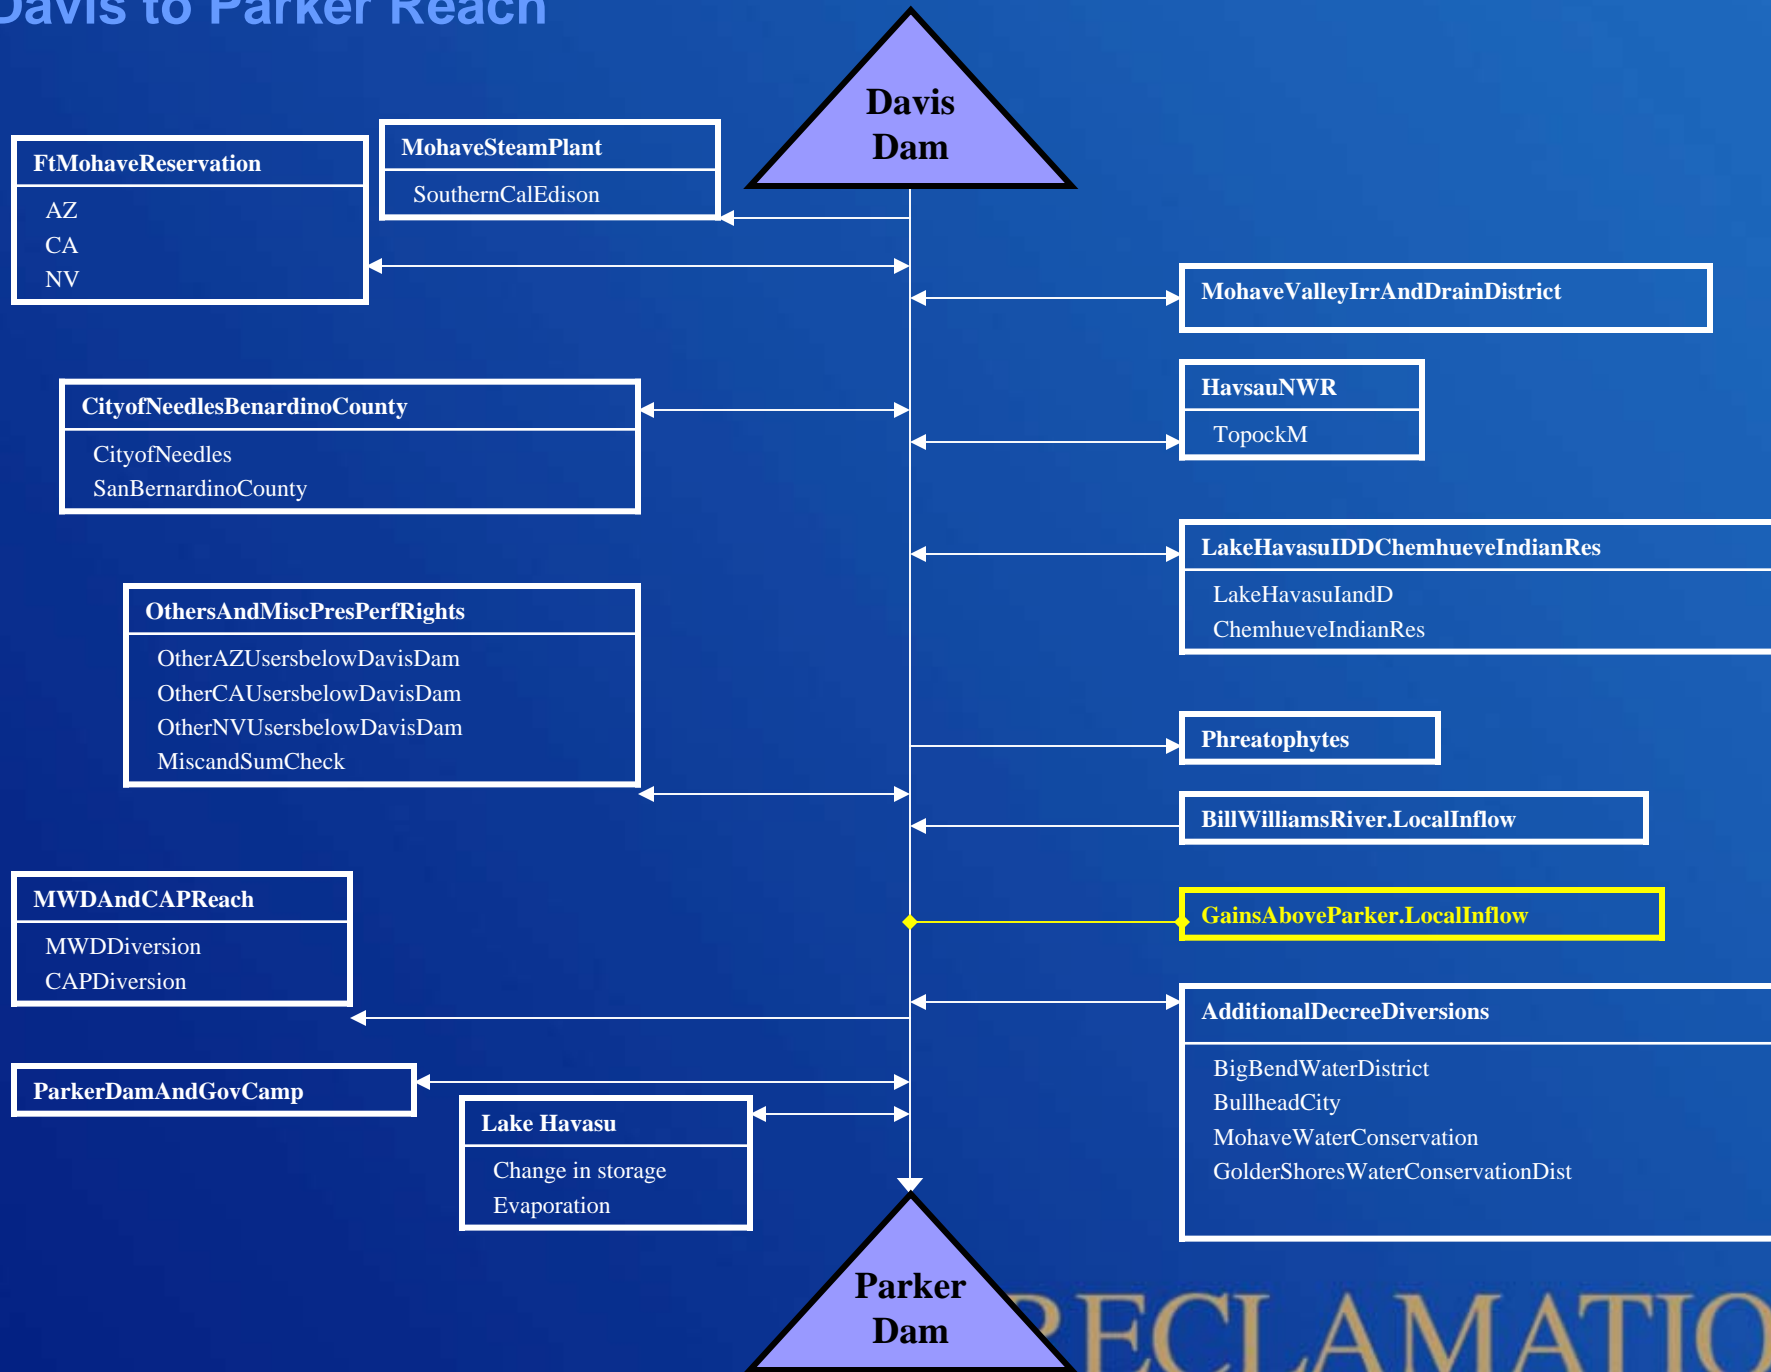 Davis to Parker Reach
Davis
Dam
FtMohaveReservation
AZ
CA
NV
MohaveSteamPlant
SouthernCalEdison
MohaveValleyIrrAndDrainDistrict
CityofNeedlesBenardinoCounty
CityofNeedles
SanBernardinoCounty
HavsauNWR
TopockM
LakeHavasuIDDChemhueveIndianRes
LakeHavasuIandD
ChemhueveIndianRes
OthersAndMiscPresPerfRights
OtherAZUsersbelowDavisDam
OtherCAUsersbelowDavisDam
OtherNVUsersbelowDavisDam
MiscandSumCheck
Phreatophytes
BillWilliamsRiver.LocalInflow
MWDAndCAPReach
MWDDiversion
CAPDiversion
GainsAboveParker.LocalInflow
AdditionalDecreeDiversions
BigBendWaterDistrict
BullheadCity
MohaveWaterConservation
GolderShoresWaterConservationDist
ParkerDamAndGovCamp
Lake Havasu
Change in storage
Evaporation
Parker
Dam
RECLAMATIO